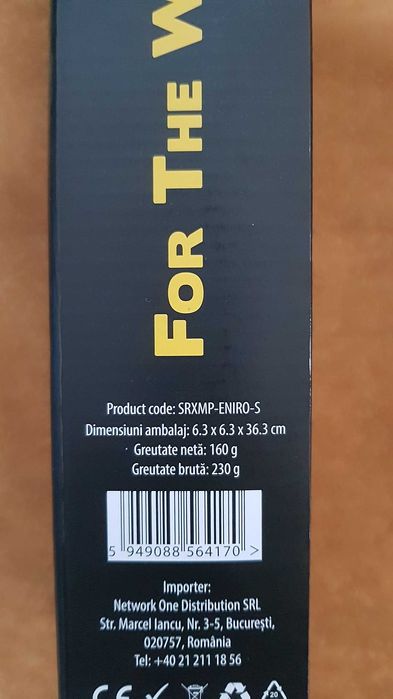 FOR THE W
Product code: SRXMP-ENIRO-S
Dimensiuni ambalaj: 6.3 x 6.3 x 36.3 cm
Greutate netă: 160 g
Greutate brută: 230 g
5 949088 564170 >
Importer:
Network One Distribution SRL
Str. Marcel Iancu, Nr. 3-5, București,
020757, România
Tel: +40 21 211 18 56
CE
20